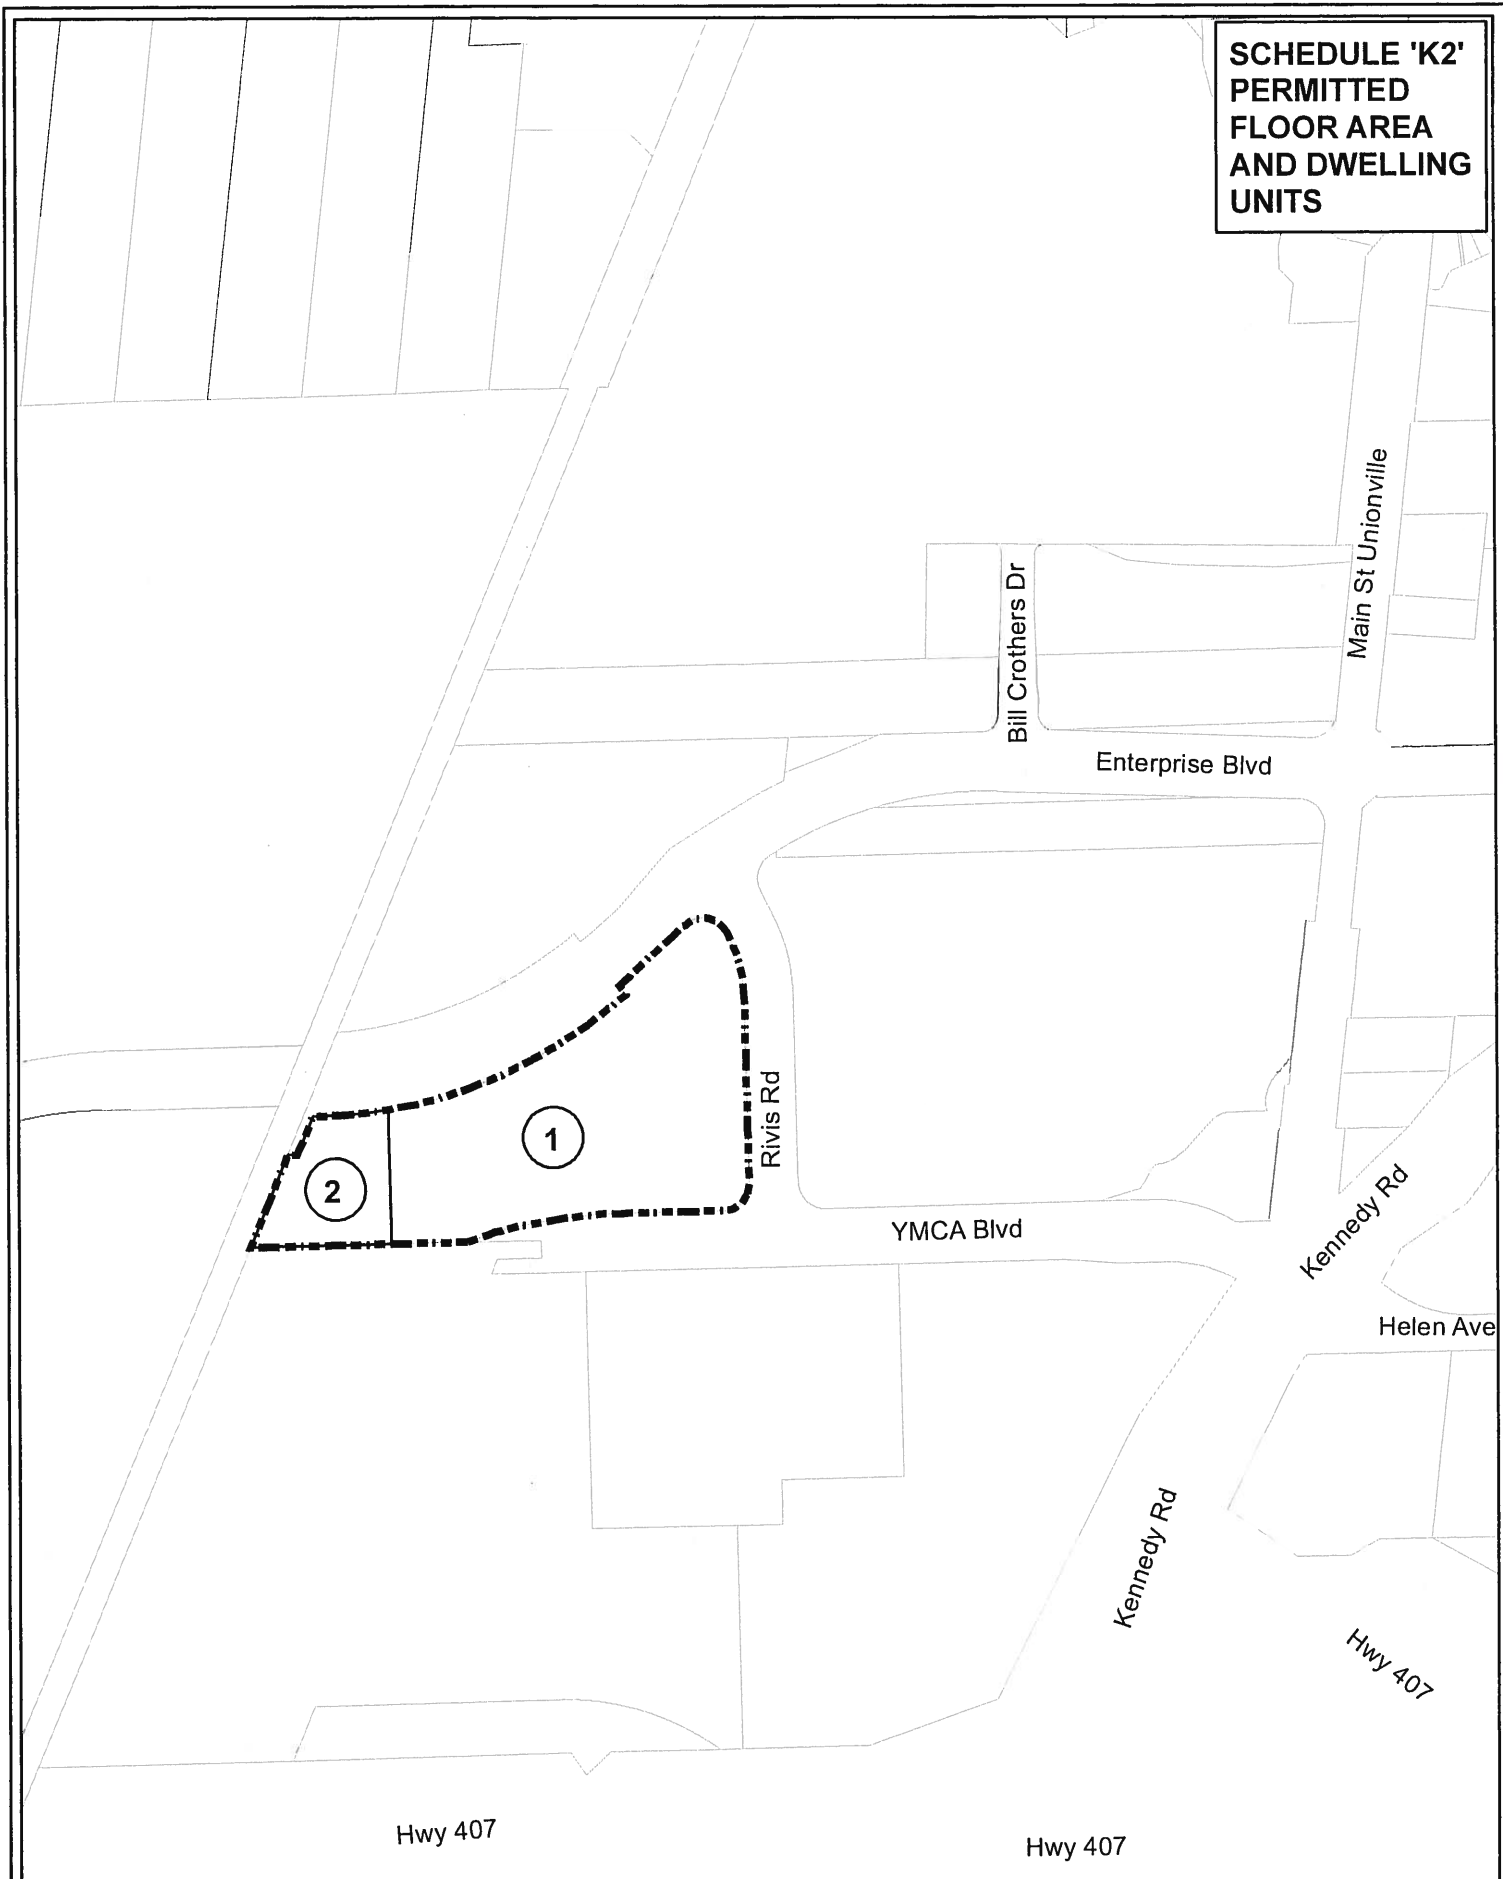 SCHEDULE 'K2'
PERMITTED
FLOOR AREA
AND DWELLING
UNITS
Main St Unionville
Bill Crothers Dr
Enterprise Blvd
Rivis Rd
1
2
YMCA Blvd
Kennedy Rd
Helen Ave
Kennedy Rd
Hwy 407
Hwy 407
Hwy 407